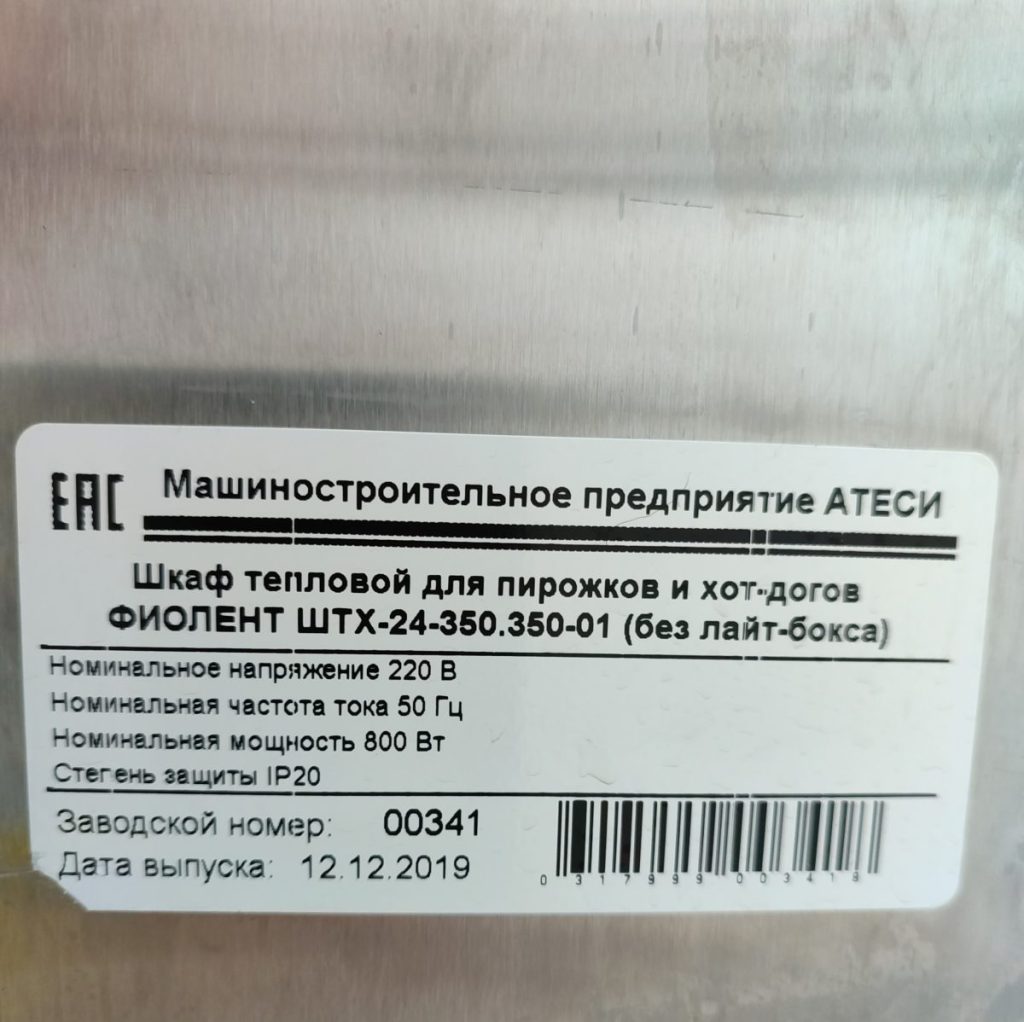 ЕАС
Машиностроительное предприятие АТЕСИ
Шкаф тепловой для пирожков и хот-догов
ФИОЛЕНТ ШТХ-24-350.350-01 (без лайт-бокса)
Номинальное напряжение 220 В
Номинальная частота тока 50 Гц
Номинальная мощность 800 Вт
Степень защиты IP20
Заводской номер: 00341
Дата выпуска: 12.12.2019
0317999003418